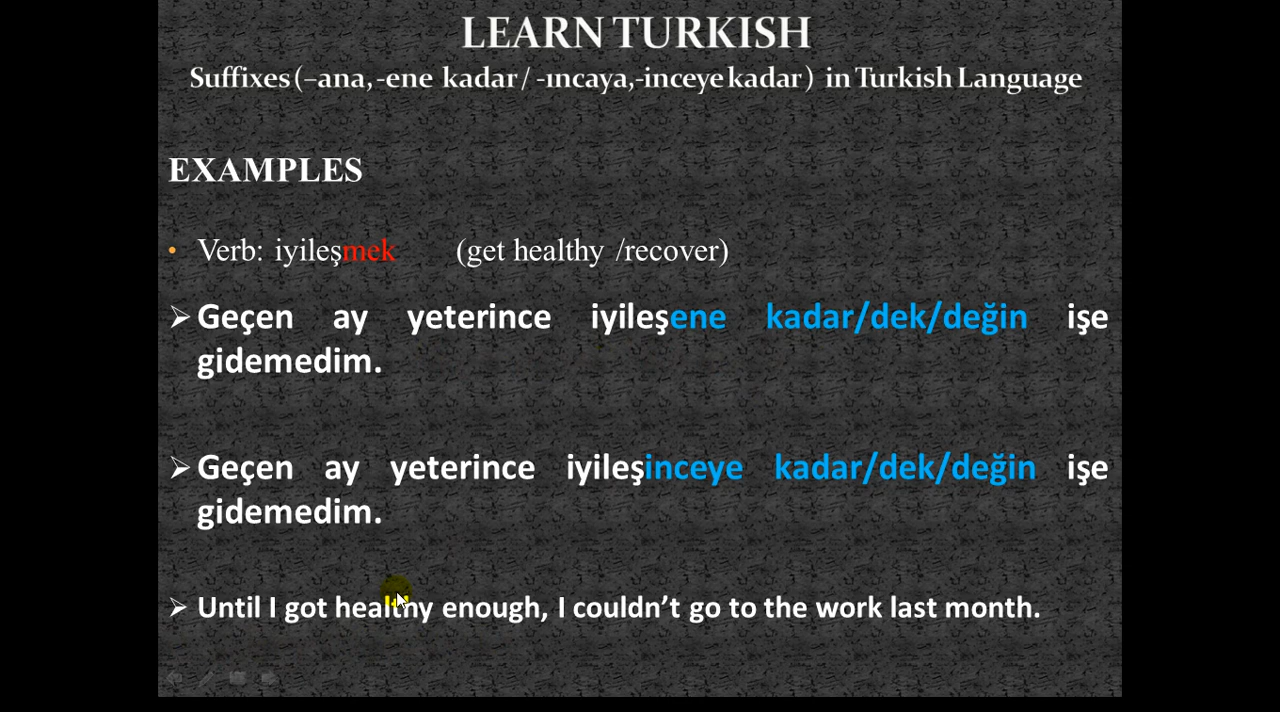 LEARN TURKISH
Suffixes (–ana, -ene kadar / -ıncaya,-inceye kadar ) in Turkish Language
EXAMPLES
• Verb: iyileşmek (get healthy /recover)
➢ Geçen ay yeterince iyileşene kadar/dek/değin işe
gidemedim.
➢ Geçen ay yeterince iyileşinceye kadar/dek/değin işe
gidemedim.
➢ Until I got healthy enough, I couldn’t go to the work last month.